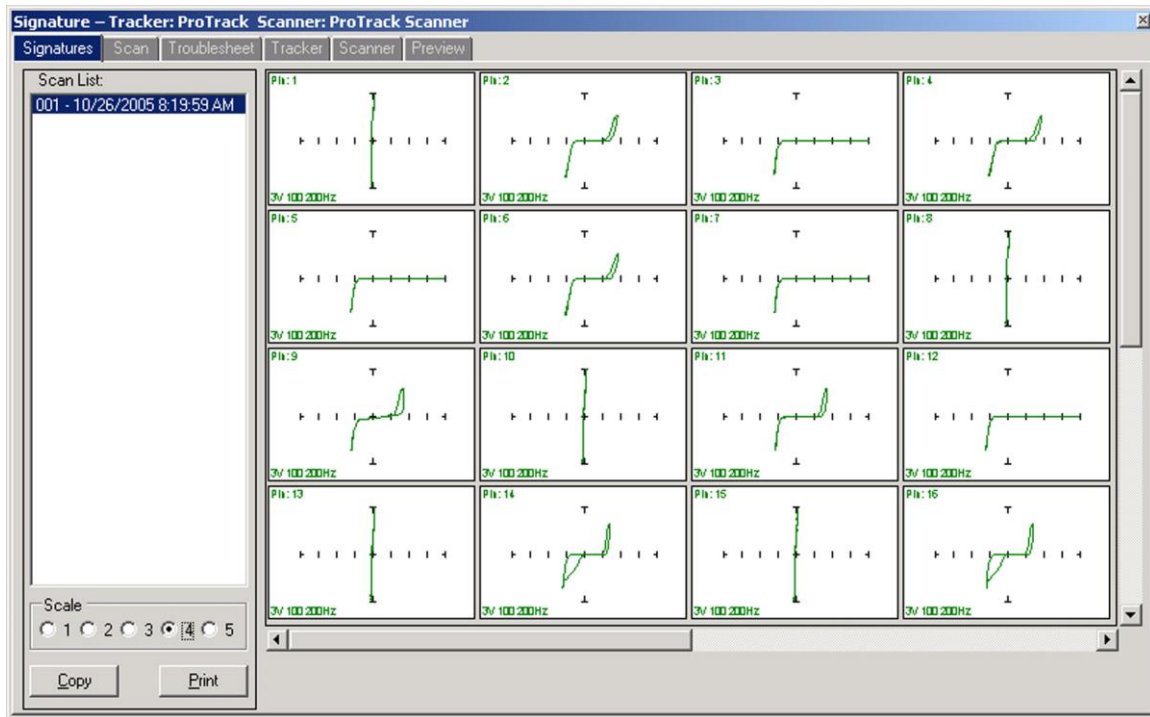 Signature – Tracker: ProTrack  Scanner: ProTrack Scanner
Signatures Scan Troublesheet Tracker Scanner Preview
Scan List:
001 - 10/26/2005 8:19:59 AM
Pin: 1 Pin: 2 Pin: 3 Pin: 4
3V 100 200Hz 3V 100 200Hz 3V 100 200Hz 3V 100 200Hz
Pin: 5 Pin: 6 Pin: 7 Pin: 8
3V 100 200Hz 3V 100 200Hz 3V 100 200Hz 3V 100 200Hz
Pin: 9 Pin: 10 Pin: 11 Pin: 12
3V 100 200Hz 3V 100 200Hz 3V 100 200Hz 3V 100 200Hz
Pin: 13 Pin: 14 Pin: 15 Pin: 16
3V 100 200Hz 3V 100 200Hz 3V 100 200Hz 3V 100 200Hz
Scale
1 2 3 4 5
Copy Print